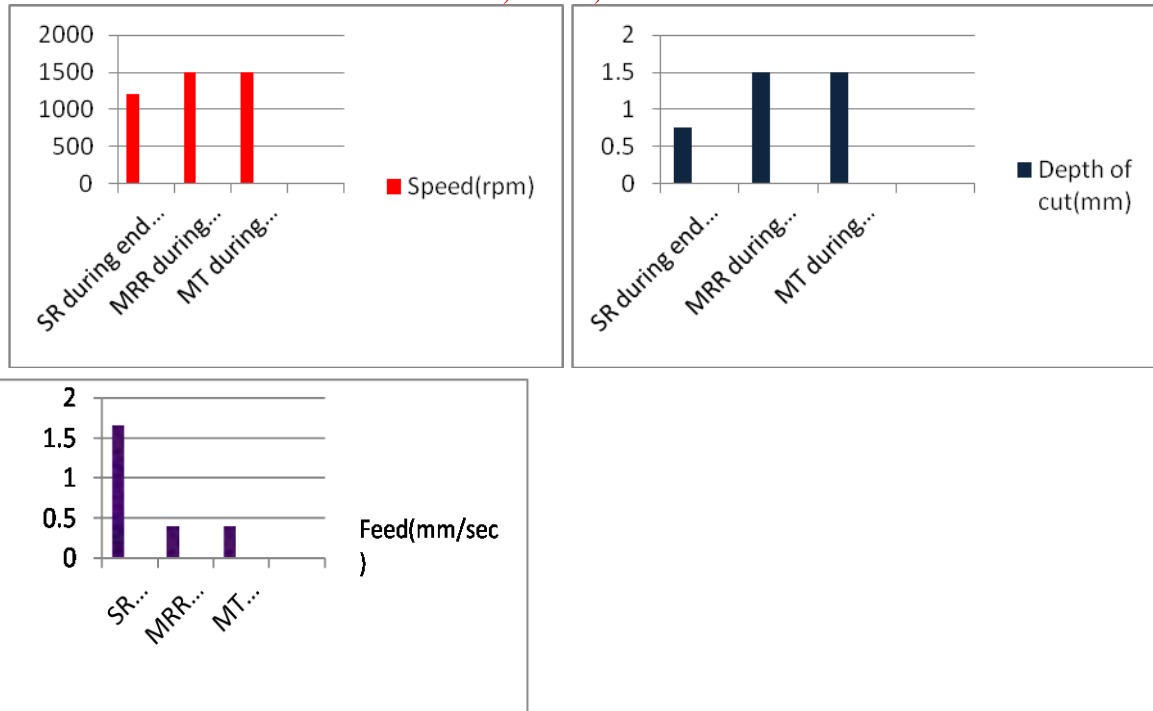 2000
1500
1000
500
0
SR during end...
MRR during...
MT during...
Speed(rpm)
2
1.5
1
0.5
0
SR during end...
MRR during...
MT during...
Depth of
cut(mm)
2
1.5
1
0.5
0
SR...
MRR...
MT...
Feed(mm/sec
)